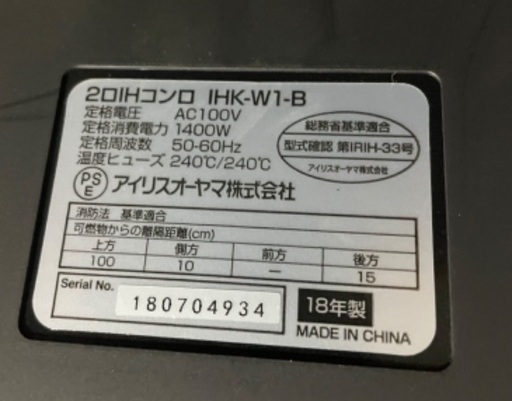 2口IHコンロ IHK-W1-B
定格電圧 AC100V
定格消費電力 1400W
定格周波数 50-60Hz
温度ヒューズ 240℃/240℃
総務省基準適合
型式確認 第IRIH-33号
アイリスオーヤマ株式会社
PSE アイリスオーヤマ株式会社
消防法 基準適合
可燃物からの離隔距離(cm)
上方 側方 前方 後方
100 10 — 15
Serial No. 180704934 18年製
MADE IN CHINA